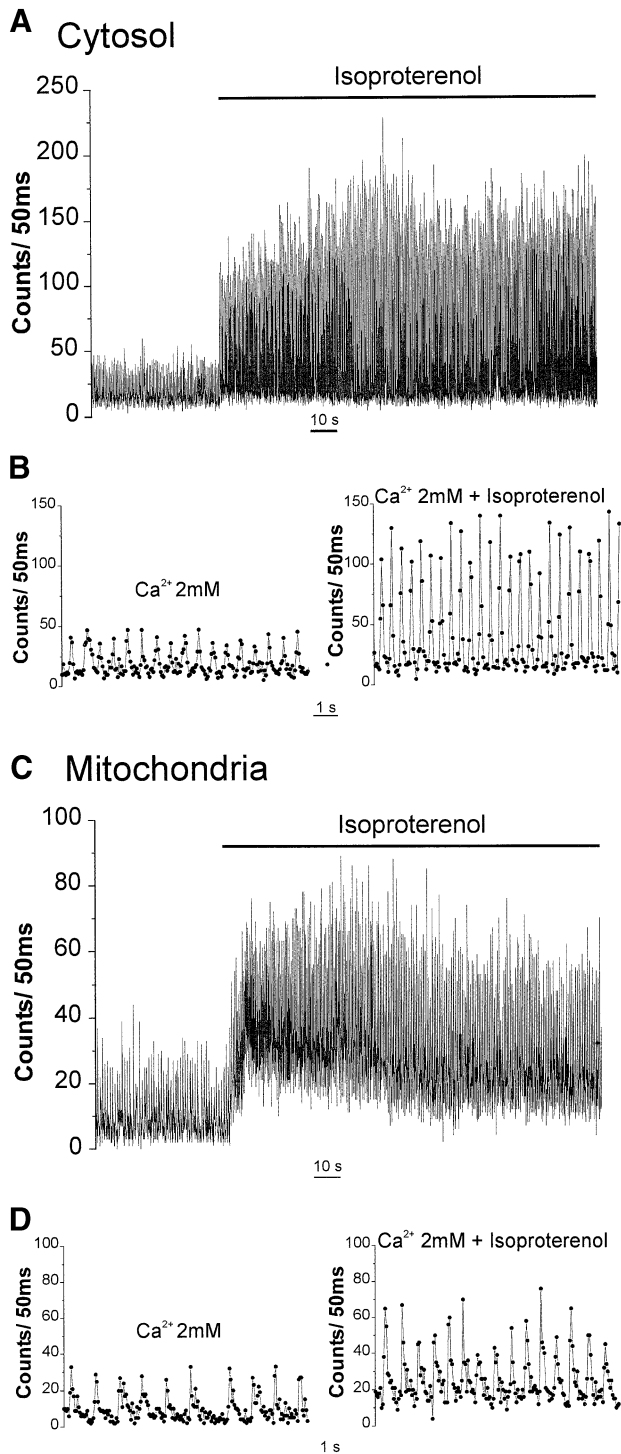 A Cytosol
Isoproterenol
250
200
150
100
50
0
Counts/ 50ms
10 s
B
150
100
50
0
Counts/ 50ms
Ca²⁺ 2mM
150
100
50
0
Counts/ 50ms
Ca²⁺ 2mM + Isoproterenol
1 s
C Mitochondria
Isoproterenol
100
80
60
40
20
0
Counts/ 50ms
10 s
D
100
80
60
40
20
0
Counts/ 50ms
Ca²⁺ 2mM
100
80
60
40
20
0
Counts/ 50ms
Ca²⁺ 2mM + Isoproterenol
1 s